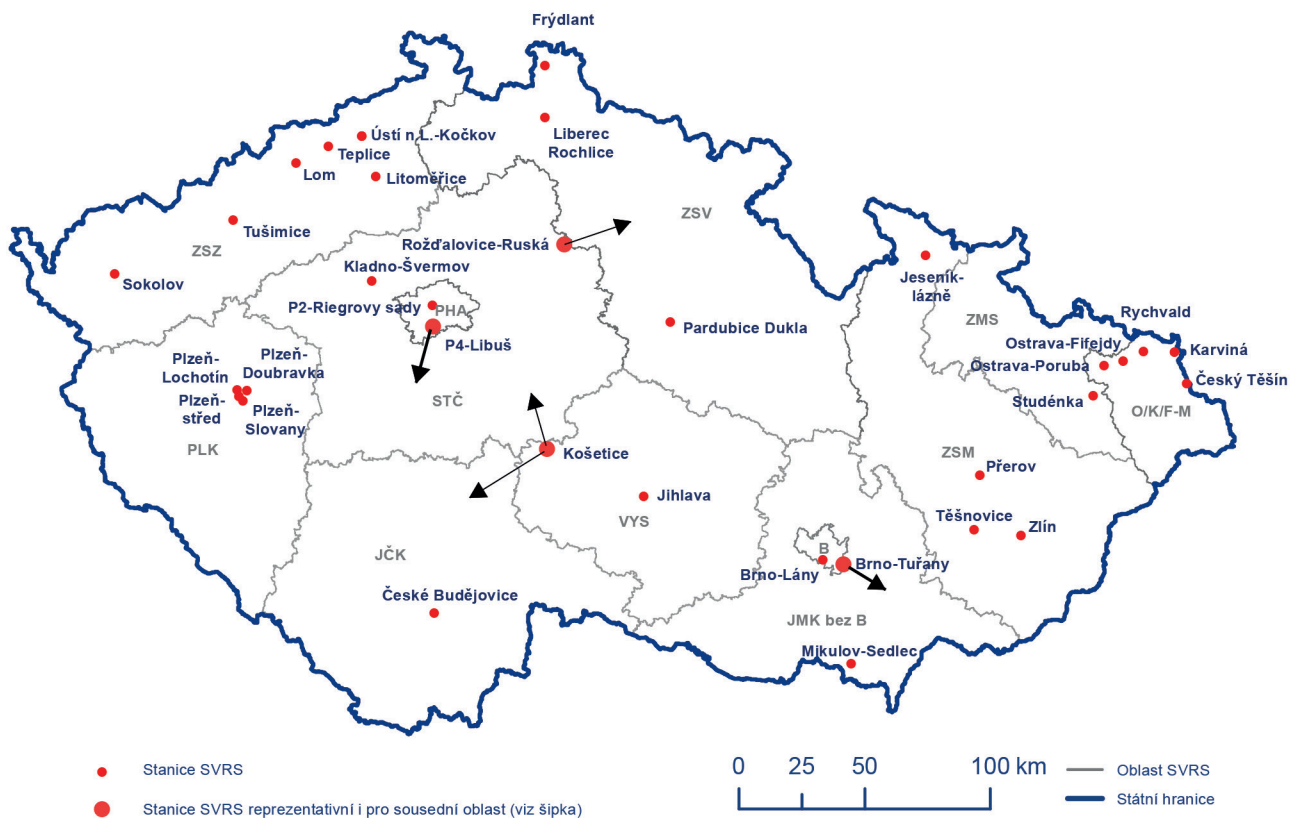 Frýdlant
Ústí n.L.-Kočkov
Teplice
Lom
Litoměřice
Liberec
Rochlice
ZSV
Tušimice
ZSZ
Rožďalovice-Ruská
Sokolov
Kladno-Švermov
Jeseník-
lázně
P2-Riegrovy sady
PHA
ZMS
Rychvald
Pardubice Dukla
P4-Libuš
Ostrava-Fifejdy
Karviná
Plzeň-
Lochotín
Plzeň-
Doubravka
Ostrava-Poruba
Český Těšín
Plzeň-
střed
Plzeň-
Slovany
STČ
Studénka
O/K/F-M
PLK
Košetice
ZSM
Přerov
Jihlava
VYS
Těšnovice
Zlín
JČK
B
Brno-Lány
Brno-Tuřany
České Budějovice
JMK bez B
Mikulov-Sedlec
Stanice SVRS
Stanice SVRS reprezentativní i pro sousední oblast (viz šipka)
0 25 50 100 km
Oblast SVRS
Státní hranice